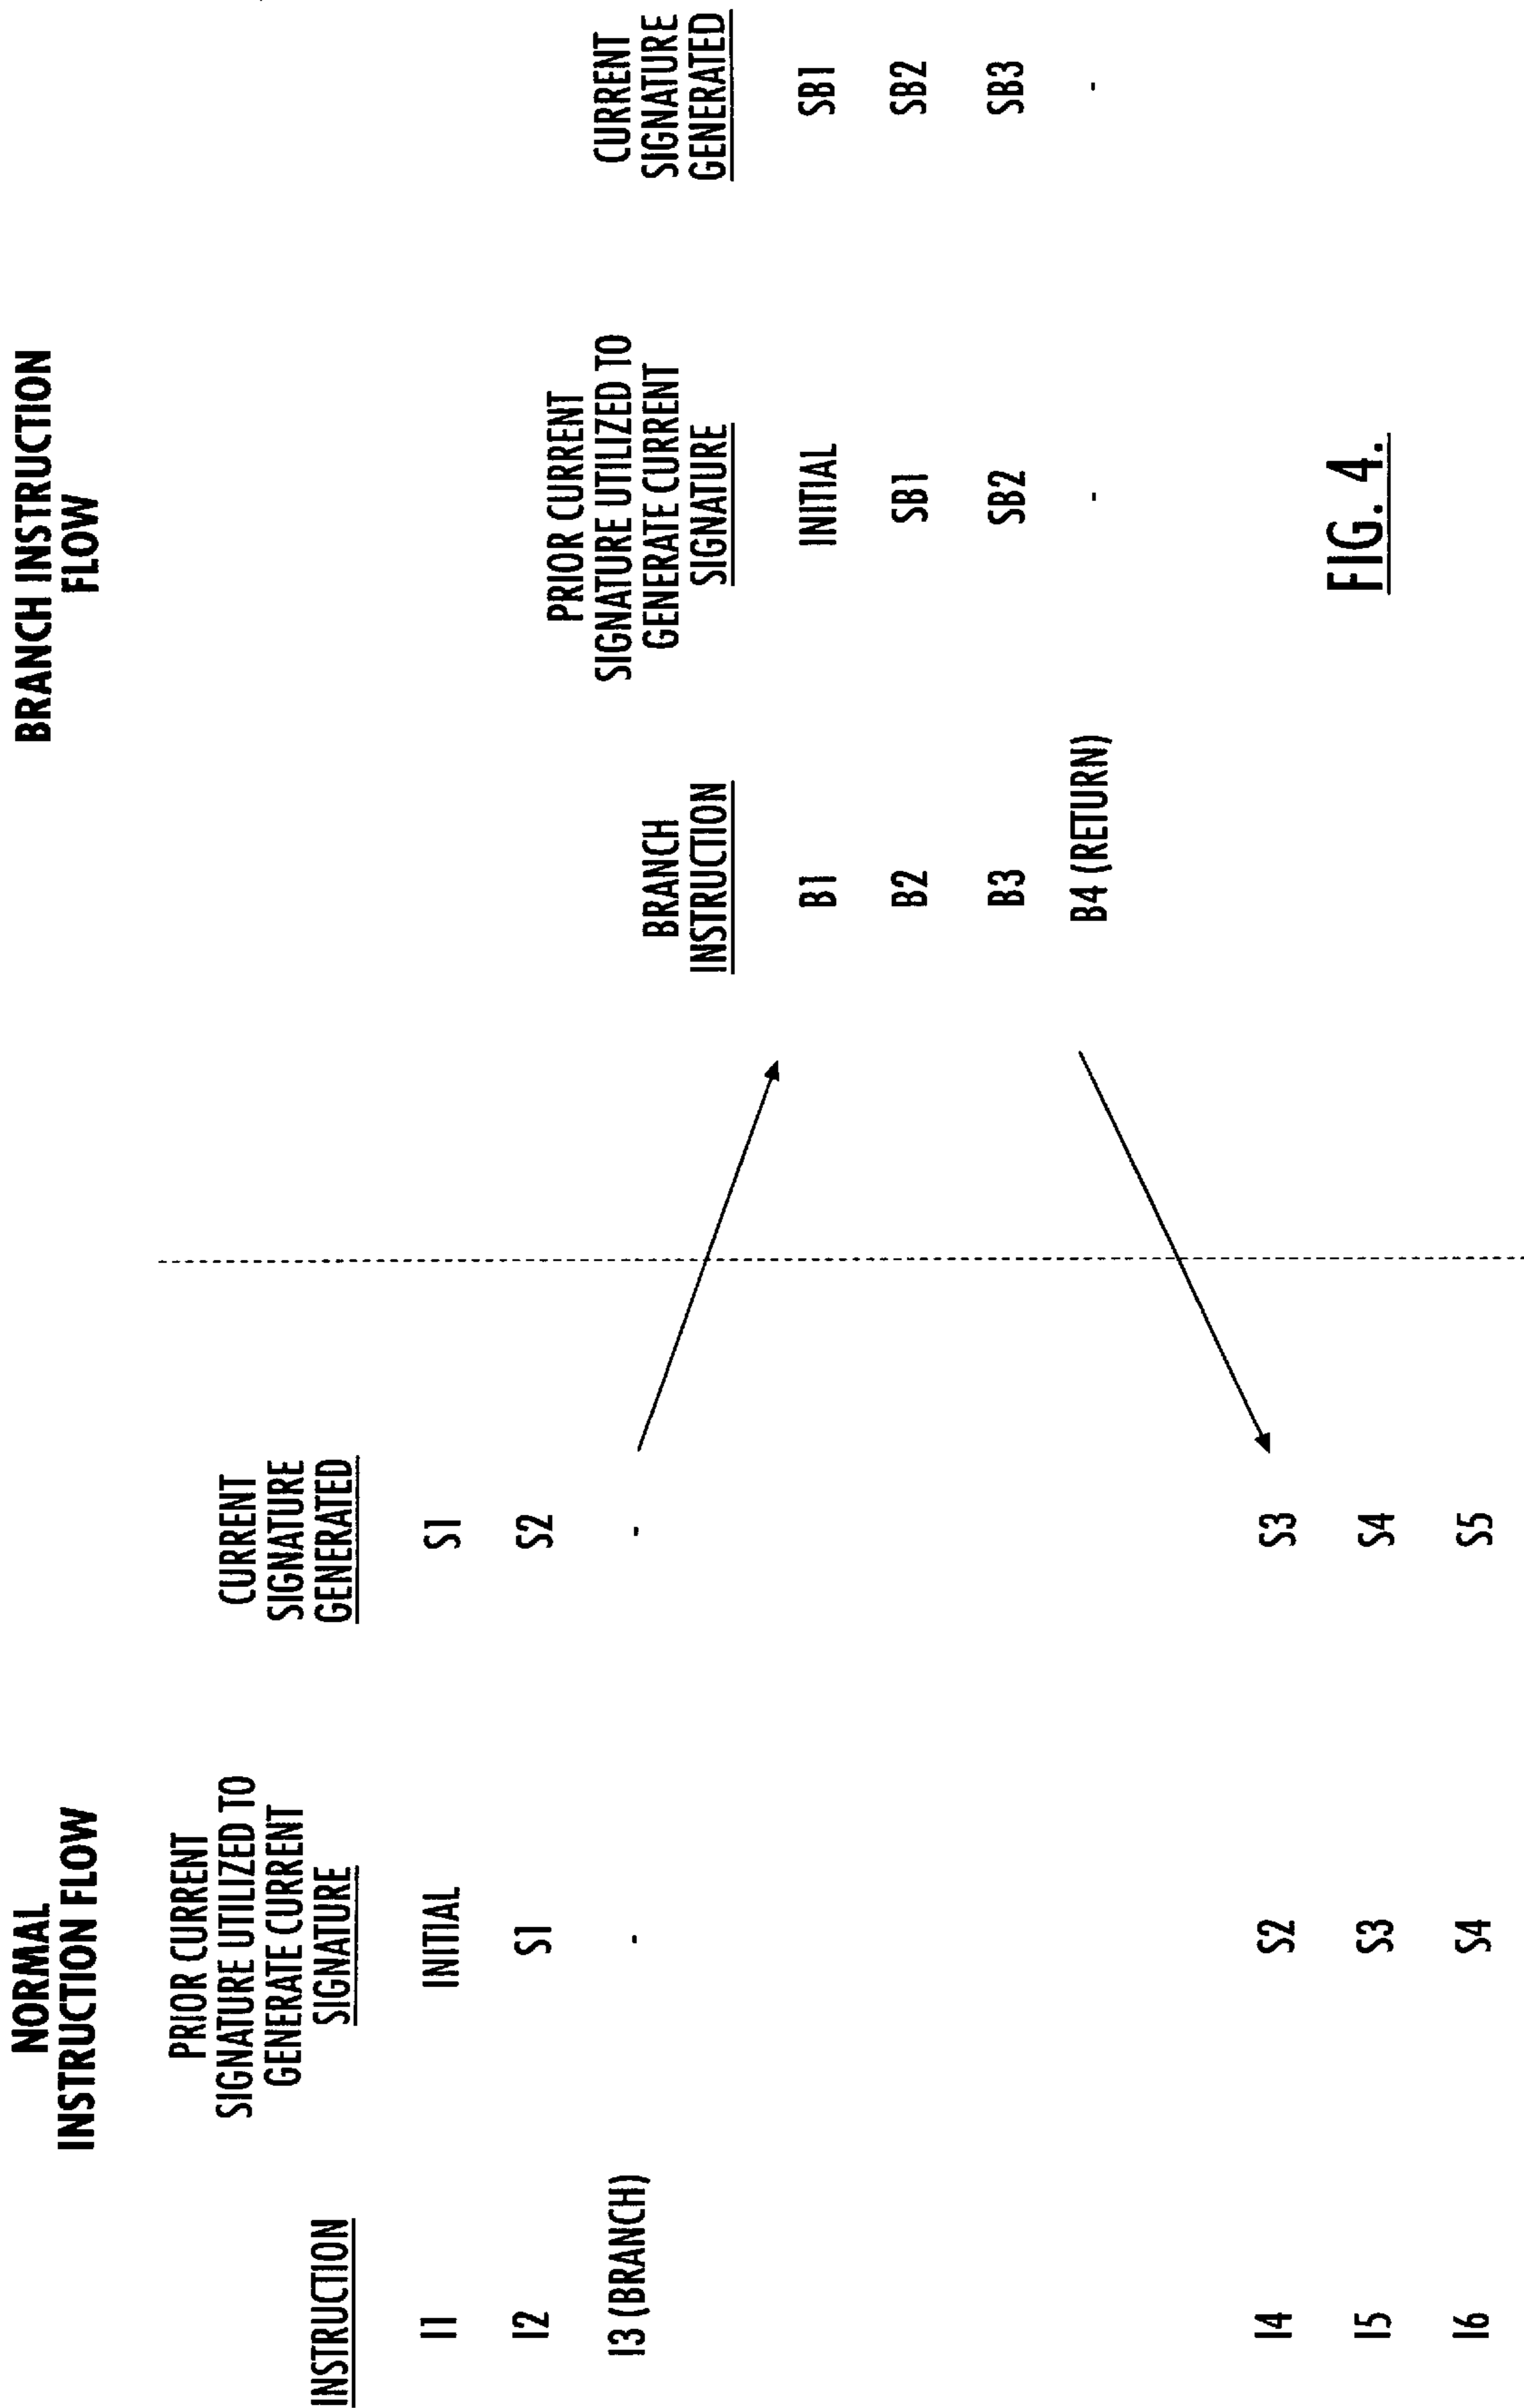 NORMAL
INSTRUCTION FLOW
INSTRUCTION
PRIOR CURRENT
SIGNATURE UTILIZED TO
GENERATE CURRENT
SIGNATURE
CURRENT
SIGNATURE
GENERATED
I1 INITIAL S1
I2 S1 S2
I3 (BRANCH) - -
I4 S2 S3
I5 S3 S4
I6 S4 S5
BRANCH INSTRUCTION
FLOW
BRANCH
INSTRUCTION
PRIOR CURRENT
SIGNATURE UTILIZED TO
GENERATE CURRENT
SIGNATURE
CURRENT
SIGNATURE
GENERATED
B1 INITIAL SB1
B2 SB1 SB2
B3 SB2 SB3
B4 (RETURN) - -
FIG. 4.